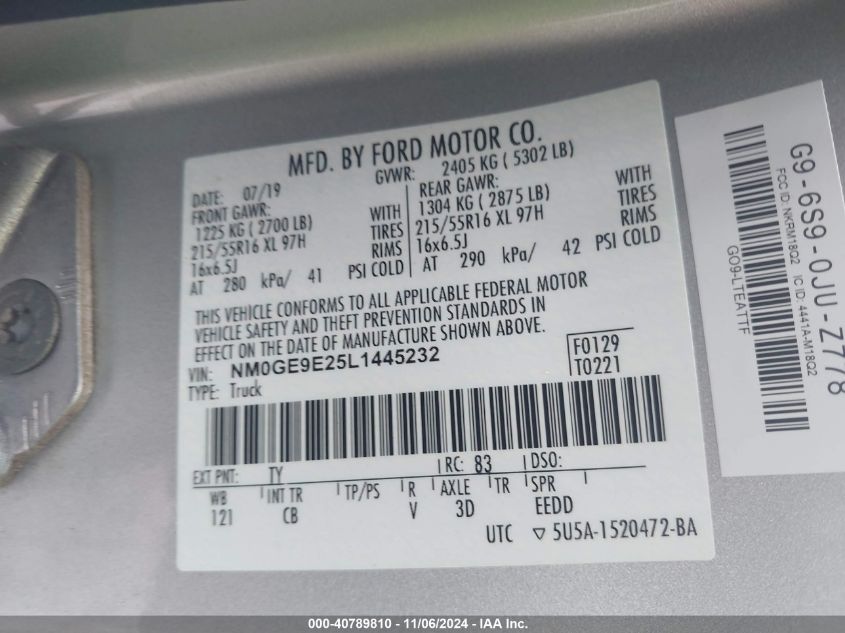 MFD. BY FORD MOTOR CO.
DATE: 07/19 GVWR: 2405 KG ( 5302 LB)
FRONT GAWR: REAR GAWR:
1225 KG ( 2700 LB) WITH 1304 KG ( 2875 LB) WITH
215/55R16 XL 97H TIRES 215/55R16 XL 97H TIRES
16x6.5J RIMS 16x6.5J RIMS
AT 280 kPa/ 41 PSI COLD AT 290 kPa/ 42 PSI COLD
THIS VEHICLE CONFORMS TO ALL APPLICABLE FEDERAL MOTOR
VEHICLE SAFETY AND THEFT PREVENTION STANDARDS IN
EFFECT ON THE DATE OF MANUFACTURE SHOWN ABOVE.
VIN: NM0GE9E25L1445232 F0129
TYPE: Truck T0221
EXT PNT: TY RC: 83 DSO:
WB INT TR TP/PS R AXLE TR SPR
121 CB V 3D EEDD
UTC ▽ 5U5A-1520472-BA
G9-6S9-0JU-Z778
FCC ID: NKRM18Q2 IC ID: 4441A-M18Q2
GO9-LTEATTF
000-40789810 - 11/06/2024 - IAA Inc.